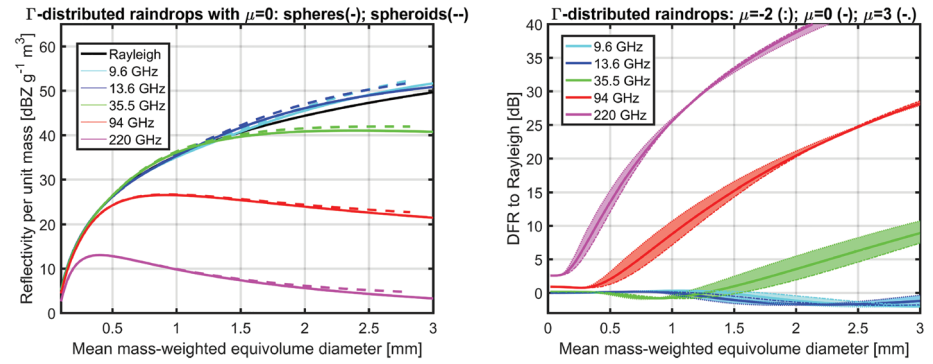 Γ-distributed raindrops with μ=0: spheres(-); spheroids(--)
Reflectivity per unit mass [dBZ g⁻¹ m³]
60
50
40
30
20
10
0
Rayleigh
9.6 GHz
13.6 GHz
35.5 GHz
94 GHz
220 GHz
0.5
1
1.5
2
2.5
3
Mean mass-weighted equivolume diameter [mm]
Γ-distributed raindrops: μ=-2 (:); μ=0 (-); μ=3 (-.)
DFR to Rayleigh [dB]
40
35
30
25
20
15
10
5
0
9.6 GHz
13.6 GHz
35.5 GHz
94 GHz
220 GHz
0
0.5
1
1.5
2
2.5
3
Mean mass-weighted equivolume diameter [mm]